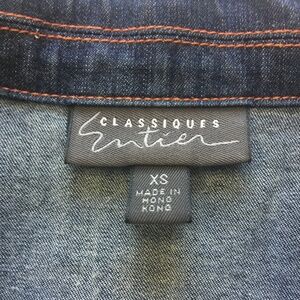 CLASSIQUES
Entier
XS
MADE IN
HONG
KONG